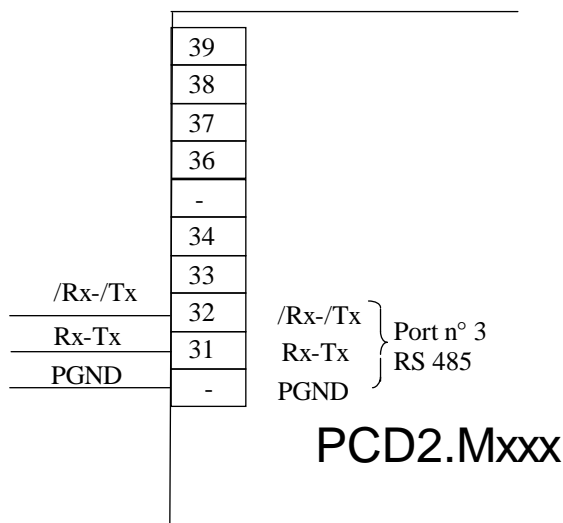 39
38
37
36
-
34
33
/Rx-/Tx
32
/Rx-/Tx
Port n° 3
Rx-Tx
31
Rx-Tx
RS 485
PGND
-
PGND
PCD2.Mxxx